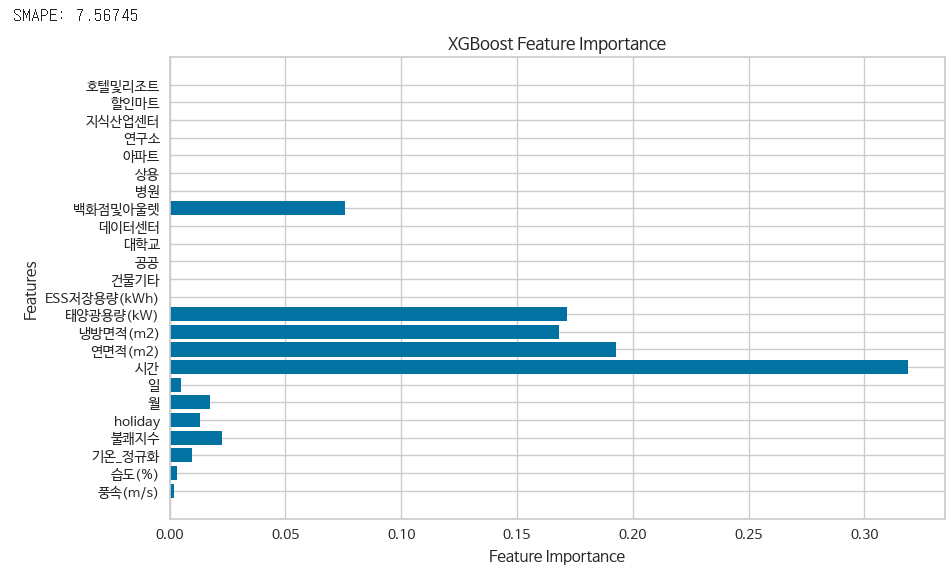 SMAPE: 7.56745
XGBoost Feature Importance
호텔및리조트
할인마트
지식산업센터
연구소
아파트
상용
병원
백화점및아울렛
데이터센터
대학교
공공
건물기타
ESS저장용량(kWh)
태양광용량(kW)
냉방면적(m2)
연면적(m2)
시간
일
월
holiday
불쾌지수
기온_정규화
습도(%)
풍속(m/s)
Features
0.00 0.05 0.10 0.15 0.20 0.25 0.30
Feature Importance